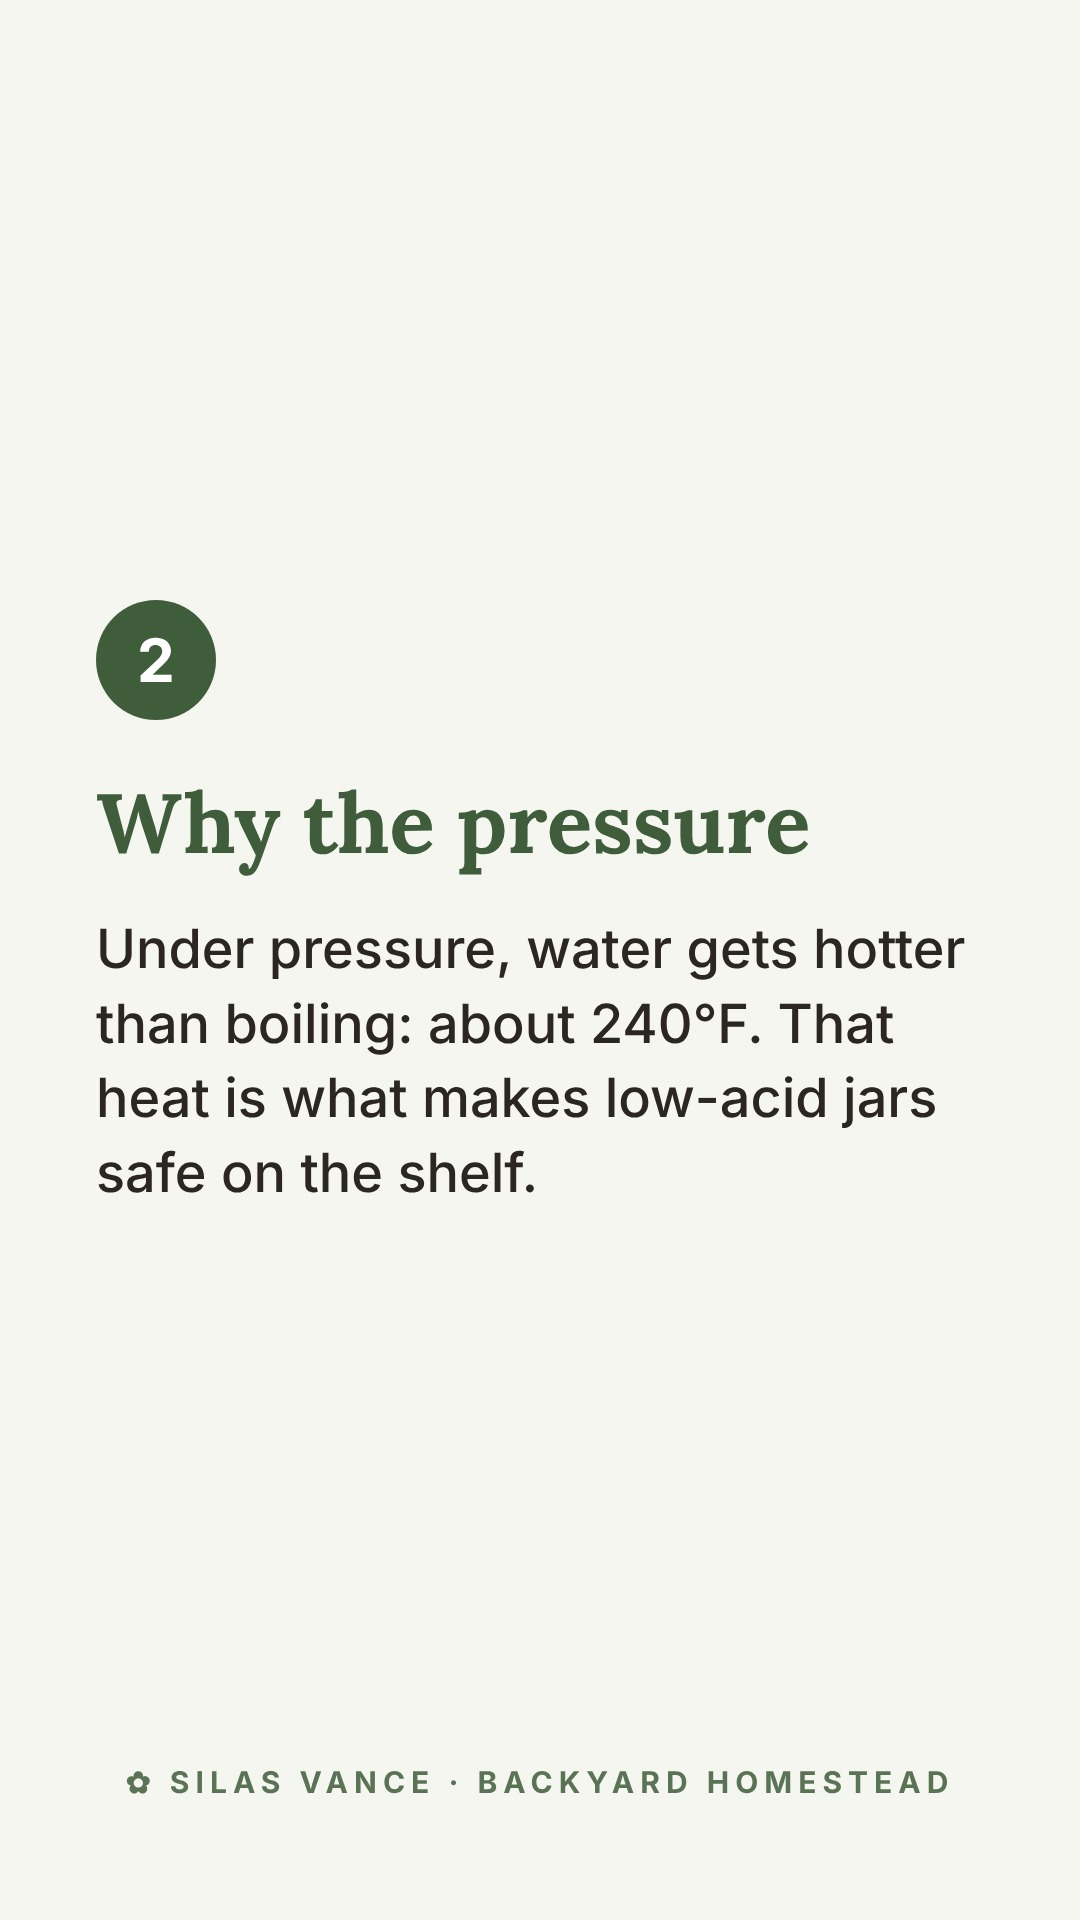 2
Why the pressure
Under pressure, water gets hotter
than boiling: about 240°F. That
heat is what makes low-acid jars
safe on the shelf.
✿ SILAS VANCE · BACKYARD HOMESTEAD